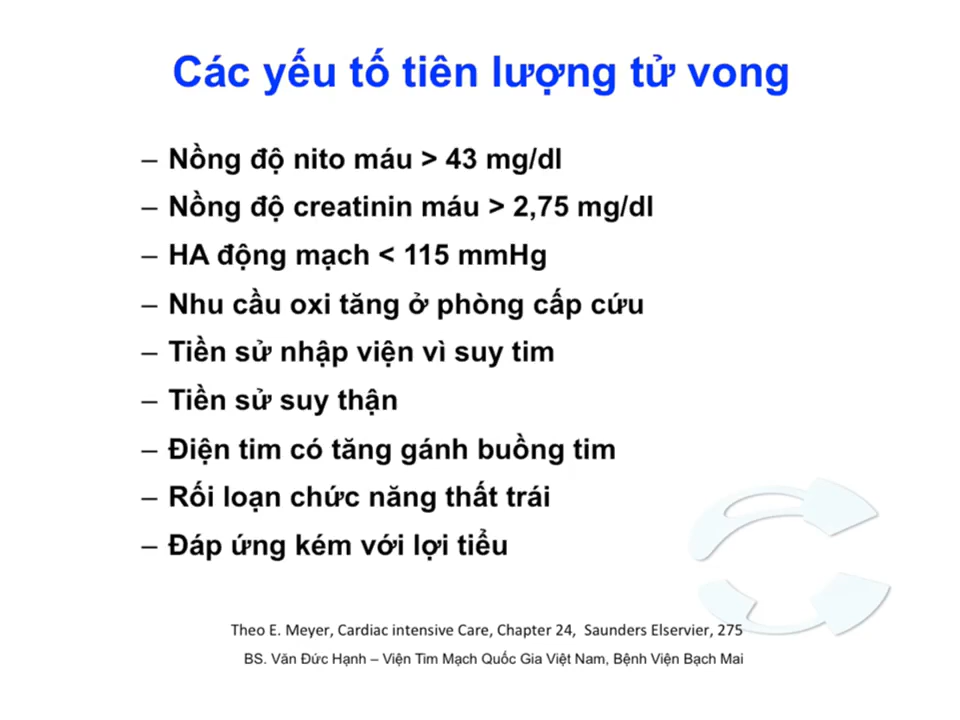 Các yếu tố tiên lượng tử vong
– Nồng độ nito máu > 43 mg/dl
– Nồng độ creatinin máu > 2,75 mg/dl
– HA động mạch < 115 mmHg
– Nhu cầu oxi tăng ở phòng cấp cứu
– Tiền sử nhập viện vì suy tim
– Tiền sử suy thận
– Điện tim có tăng gánh buồng tim
– Rối loạn chức năng thất trái
– Đáp ứng kém với lợi tiểu
Theo E. Meyer, Cardiac intensive Care, Chapter 24, Saunders Elservier, 275
BS. Văn Đức Hạnh – Viện Tim Mạch Quốc Gia Việt Nam, Bệnh Viện Bạch Mai